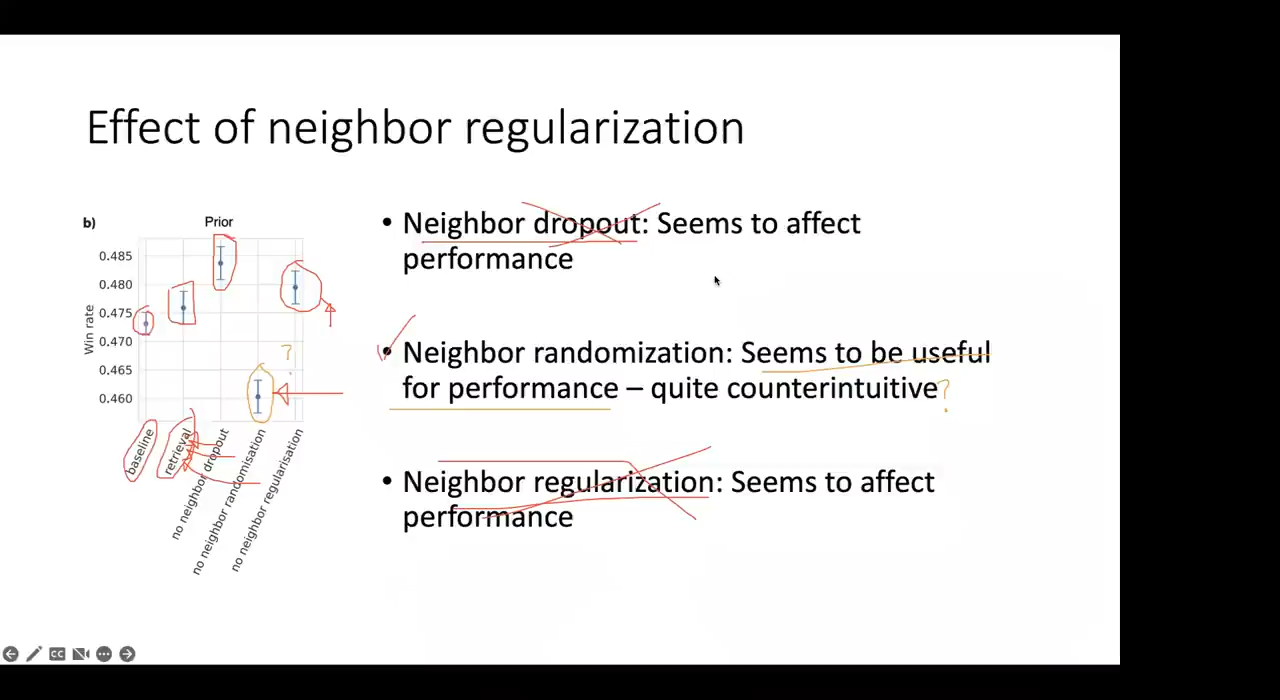 Effect of neighbor regularization
b)
Prior
0.485
0.480
0.475
0.470
0.465
0.460
Win rate
baseline
retrieval
no neighbor dropout
no neighbor randomisation
no neighbor regularisation
?
• Neighbor dropout: Seems to affect
performance
• Neighbor randomization: Seems to be useful
for performance – quite counterintuitive?
• Neighbor regularization: Seems to affect
performance
CC